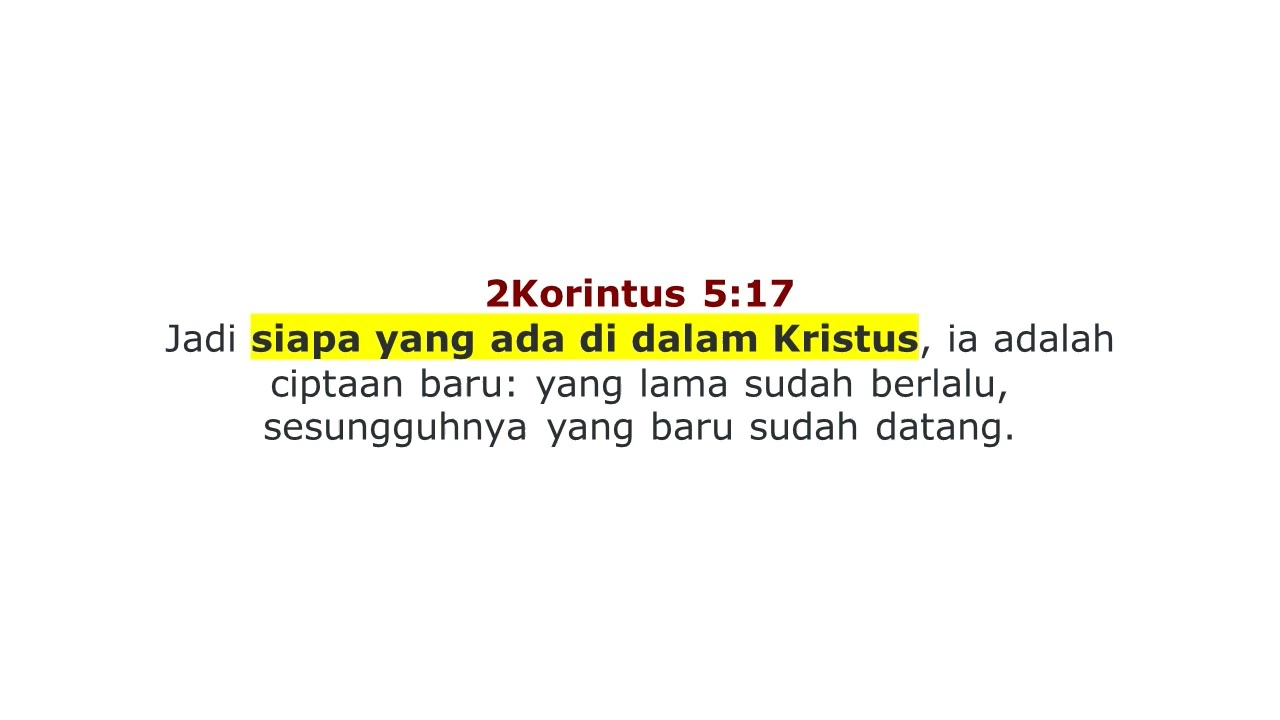 2Korintus 5:17
Jadi siapa yang ada di dalam Kristus, ia adalah
ciptaan baru: yang lama sudah berlalu,
sesungguhnya yang baru sudah datang.